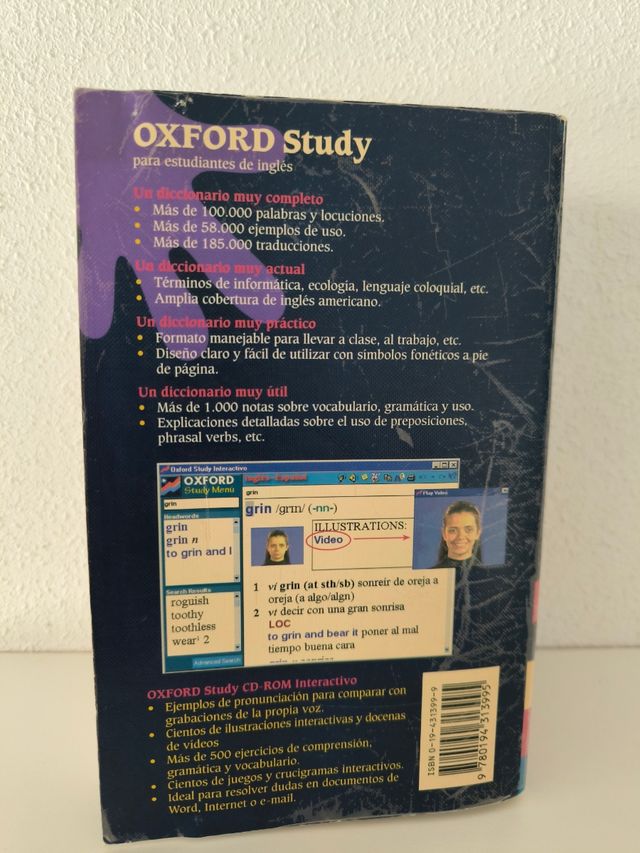 OXFORD Study
para estudiantes de inglés
Un diccionario muy completo
• Más de 100.000 palabras y locuciones.
• Más de 58.000 ejemplos de uso.
• Más de 185.000 traducciones.
Un diccionario muy actual
• Términos de informática, ecología, lenguaje coloquial, etc.
• Amplia cobertura de inglés americano.
Un diccionario muy práctico
• Formato manejable para llevar a clase, al trabajo, etc.
• Diseño claro y fácil de utilizar con símbolos fonéticos a pie
de página.
Un diccionario muy útil
• Más de 1.000 notas sobre vocabulario, gramática y uso.
• Explicaciones detalladas sobre el uso de preposiciones,
phrasal verbs, etc.
Oxford Study Interactivo
OXFORD
Study Menu
Inglés - Español
grin
grin
Headwords
grin
grin n
to grin and I
Search Results
roguish
toothy
toothless
wear¹ 2
Advanced Search
grin /grɪn/ (-nn-)
ILLUSTRATIONS:
Video
Play Video
1 vi grin (at sth/sb) sonreír de oreja a
oreja (a algo/algn)
2 vt decir con una gran sonrisa
LOC
to grin and bear it poner al mal
tiempo buena cara
OXFORD Study CD-ROM Interactivo
• Ejemplos de pronunciación para comparar con
grabaciones de la propia voz.
• Cientos de ilustraciones interactivas y docenas
de vídeos
• Más de 500 ejercicios de comprensión,
gramática y vocabulario.
• Cientos de juegos y crucigramas interactivos.
• Ideal para resolver dudas en documentos de
Word, Internet o e-mail.
ISBN 0-19-431399-9
9 780194 313995